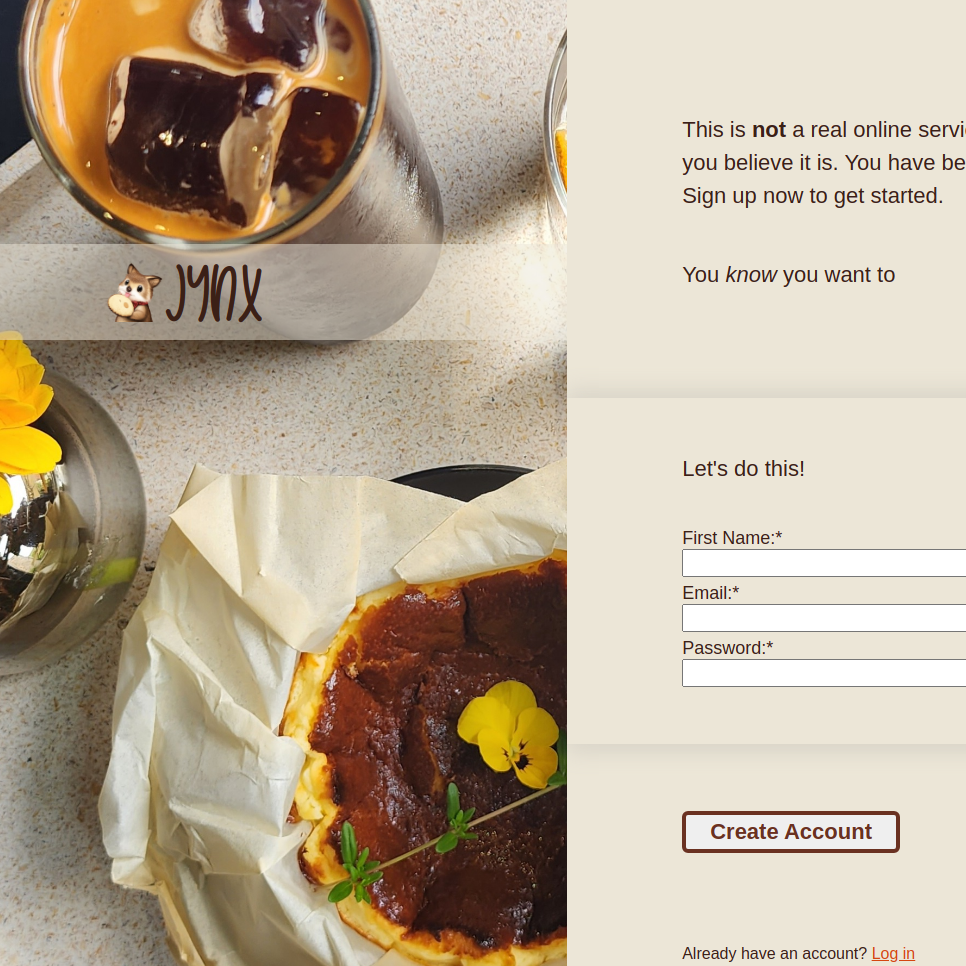 JYNX
This is not a real online servi
you believe it is. You have be
Sign up now to get started.
You know you want to
Let's do this!
First Name:*
Email:*
Password:*
Create Account
Already have an account? Log in